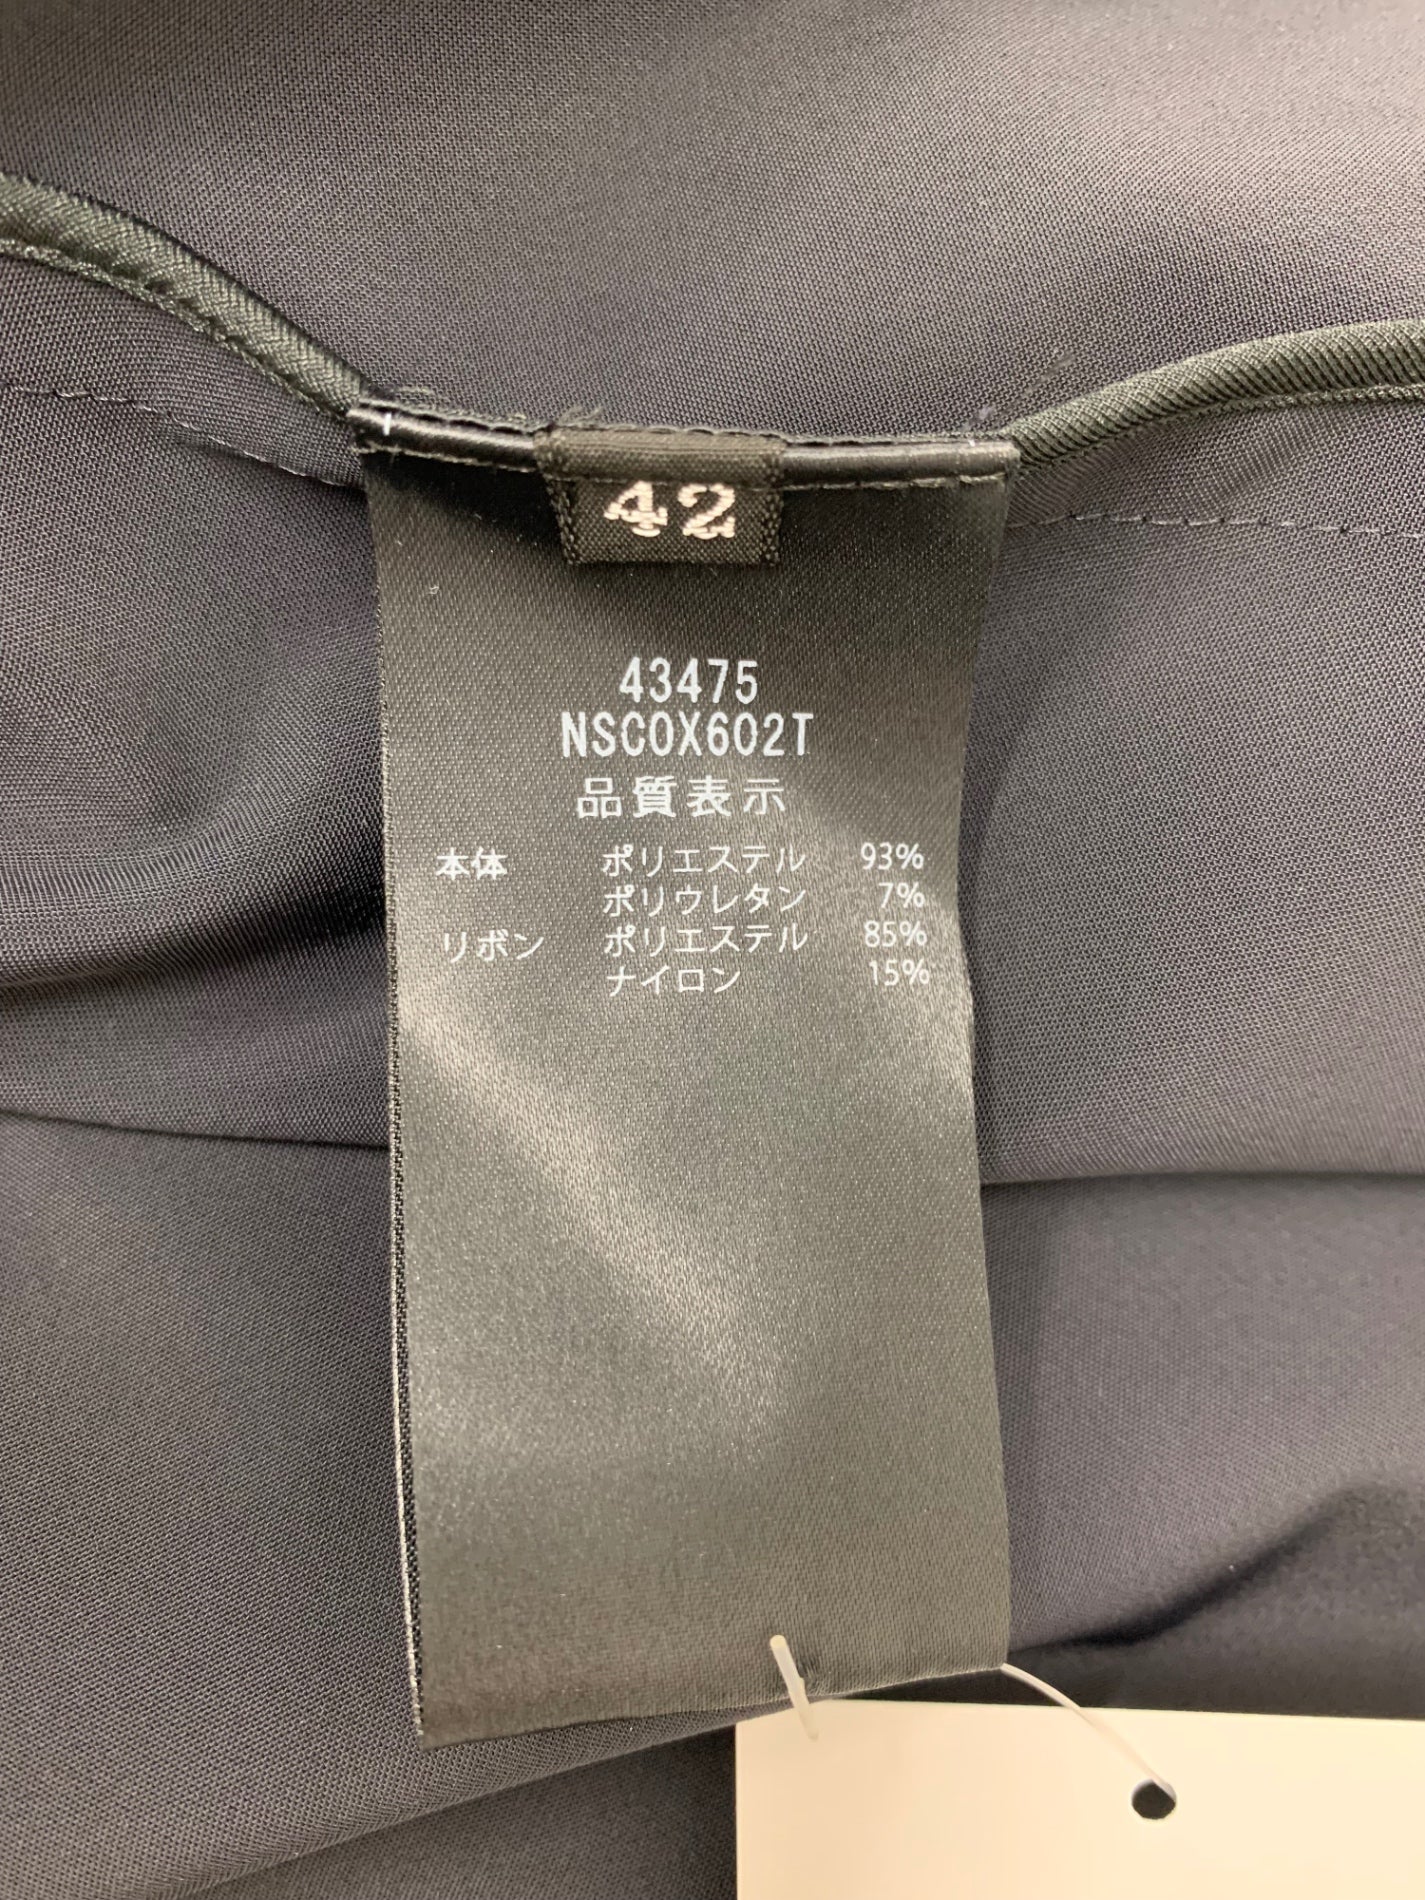 42
43475
NSCOX602T
品質表示
本体 ポリエステル 93%
ポリウレタン 7%
リボン ポリエステル 85%
ナイロン 15%